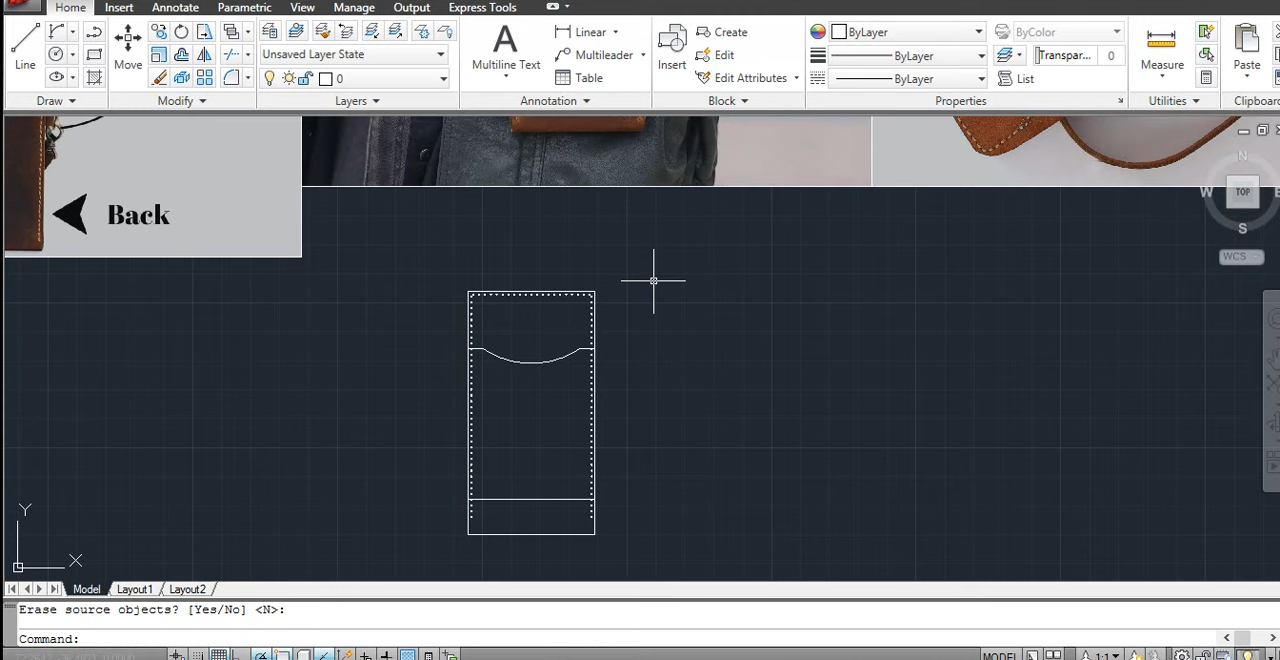 Home Insert Annotate Parametric View Manage Output Express Tools
Line
Move
Unsaved Layer State
0
Multiline Text
Linear
Multileader
Table
Insert
Create
Edit
Edit Attributes
ByLayer
ByLayer
ByLayer
ByColor
Transpar... 0
List
Measure
Paste
Draw Modify Layers Annotation Block Properties Utilities Clipboard
Back
N
W TOP E
S
WCS
Y
X
Model Layout1 Layout2
Erase source objects? [Yes/No] <N>:
Command:
MODEL 1:1